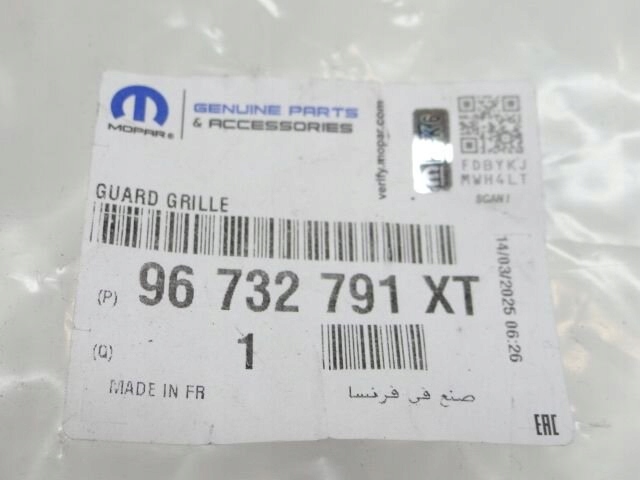 MOPAR®
GENUINE PARTS
& ACCESSORIES
verify.mopar.com
FDBYKJ
MWH4LT
SCAN !
GUARD GRILLE
(P) 96 732 791 XT
14/03/2025 06:26
(Q) 1
MADE IN FR
صنع في فرنسا
EAC